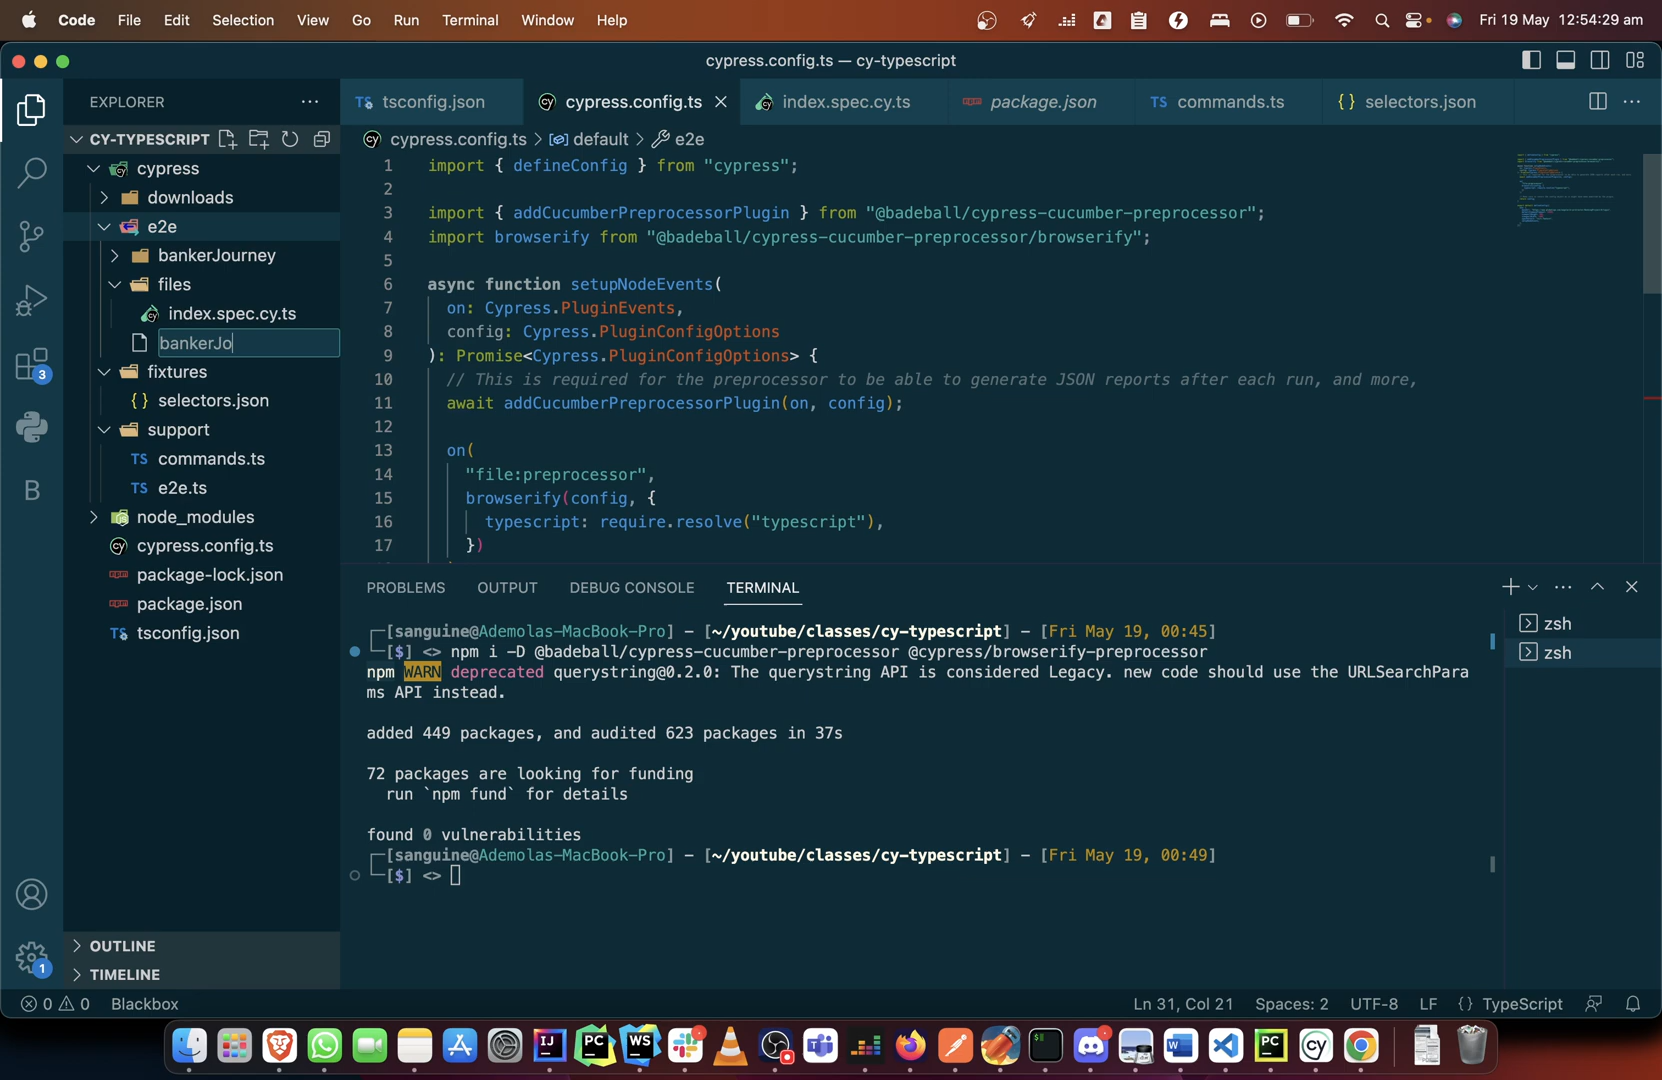 Code File Edit Selection View Go Run Terminal Window Help Fri 19 May 12:54:29 am
cypress.config.ts — cy-typescript
EXPLORER
CY-TYPESCRIPT
cypress
downloads
e2e
bankerJourney
files
index.spec.cy.ts
bankerJo
fixtures
{ } selectors.json
support
TS commands.ts
TS e2e.ts
node_modules
cypress.config.ts
package-lock.json
package.json
tsconfig.json
OUTLINE
TIMELINE
3
B
1
TS tsconfig.json cy cypress.config.ts index.spec.cy.ts package.json TS commands.ts { } selectors.json
cypress.config.ts > default > e2e
1 import { defineConfig } from "cypress";
2
3 import { addCucumberPreprocessorPlugin } from "@badeball/cypress-cucumber-preprocessor";
4 import browserify from "@badeball/cypress-cucumber-preprocessor/browserify";
5
6 async function setupNodeEvents(
7 on: Cypress.PluginEvents,
8 config: Cypress.PluginConfigOptions
9 ): Promise<Cypress.PluginConfigOptions> {
10 // This is required for the preprocessor to be able to generate JSON reports after each run, and more,
11 await addCucumberPreprocessorPlugin(on, config);
12
13 on(
14 "file:preprocessor",
15 browserify(config, {
16 typescript: require.resolve("typescript"),
17 })
PROBLEMS OUTPUT DEBUG CONSOLE TERMINAL
[sanguine@Ademolas-MacBook-Pro] - [~/youtube/classes/cy-typescript] - [Fri May 19, 00:45]
[$] <> npm i -D @badeball/cypress-cucumber-preprocessor @cypress/browserify-preprocessor
npm WARN deprecated querystring@0.2.0: The querystring API is considered Legacy. new code should use the URLSearchPara
ms API instead.
added 449 packages, and audited 623 packages in 37s
72 packages are looking for funding
run `npm fund` for details
found 0 vulnerabilities
[sanguine@Ademolas-MacBook-Pro] - [~/youtube/classes/cy-typescript] - [Fri May 19, 00:49]
[$] <>
zsh
zsh
0 0 Blackbox Ln 31, Col 21 Spaces: 2 UTF-8 LF { } TypeScript
IJ PC WS W PC cy